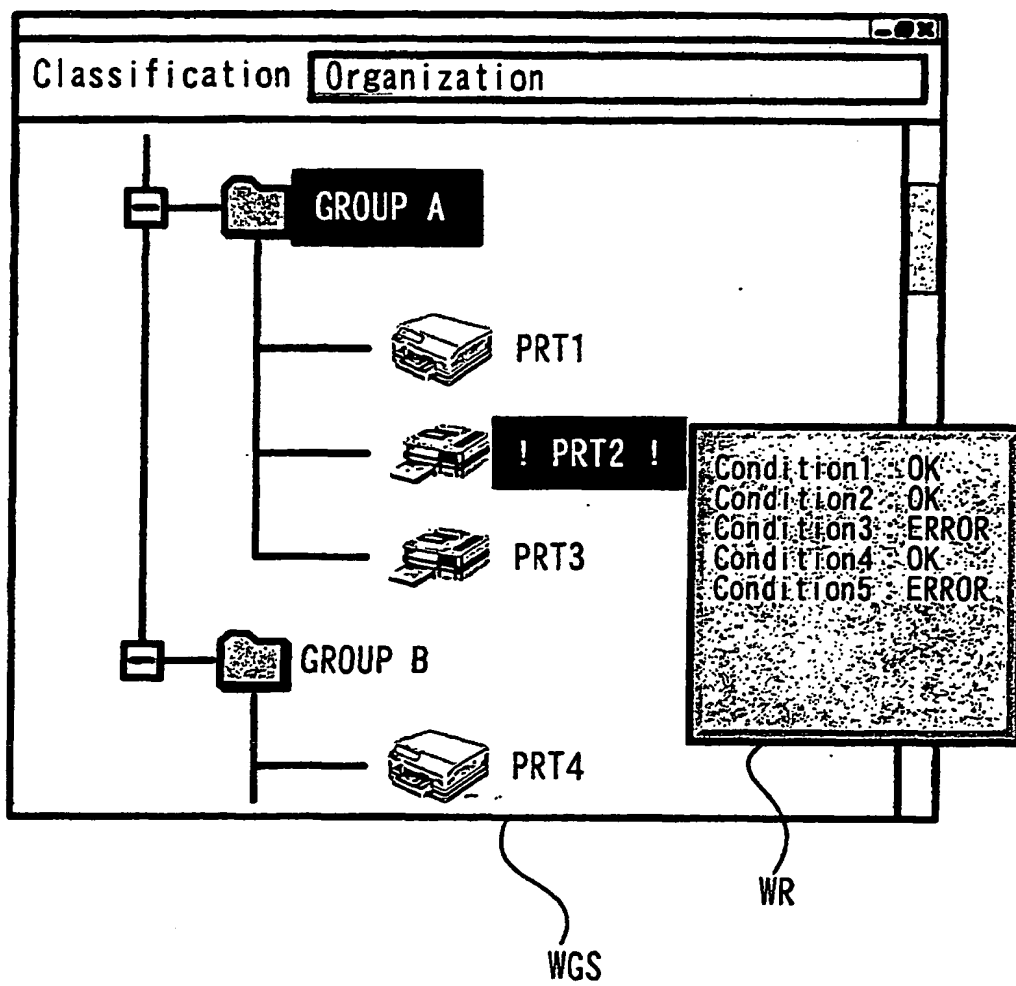 Classification Organization
GROUP A
PRT1
! PRT2 !
Condition1 : OK
Condition2 : OK
Condition3 : ERROR
Condition4 : OK
Condition5 : ERROR
PRT3
GROUP B
PRT4
WR
WGS